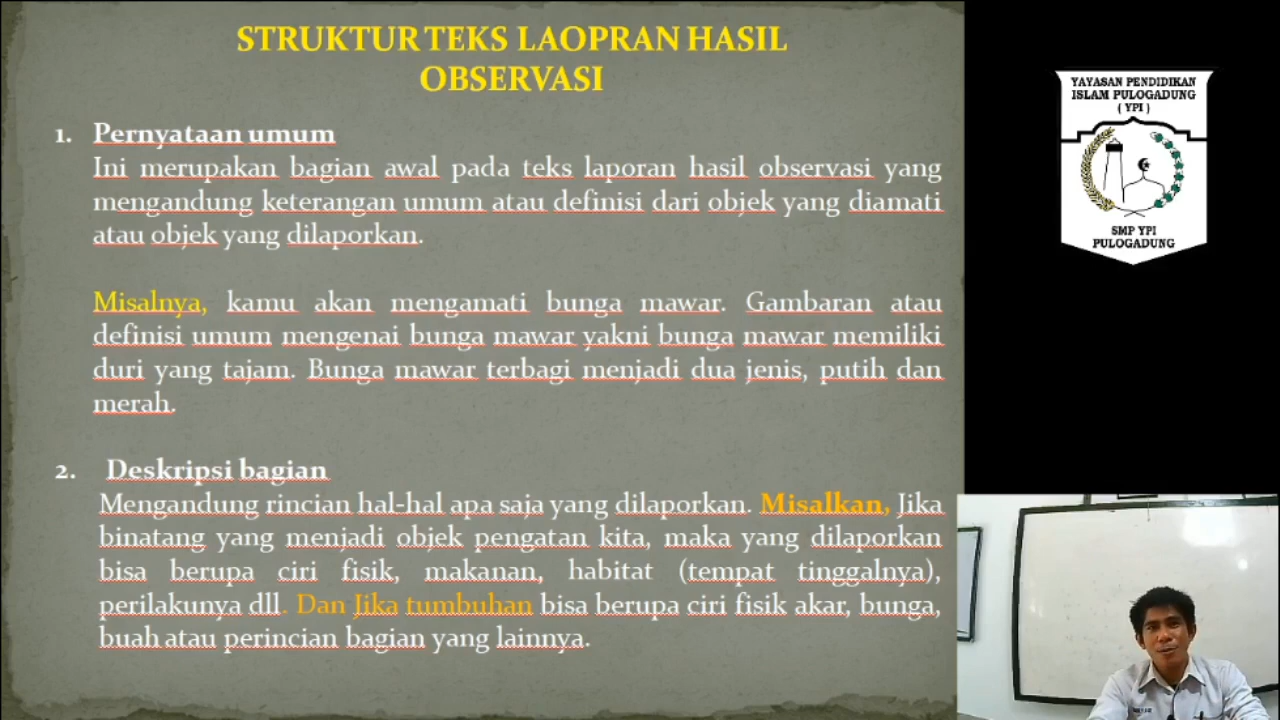 STRUKTUR TEKS LAOPRAN HASIL
OBSERVASI
1. Pernyataan umum
Ini merupakan bagian awal pada teks laporan hasil observasi yang
mengandung keterangan umum atau definisi dari objek yang diamati
atau objek yang dilaporkan.
Misalnya, kamu akan mengamati bunga mawar. Gambaran atau
definisi umum mengenai bunga mawar yakni bunga mawar memiliki
duri yang tajam. Bunga mawar terbagi menjadi dua jenis, putih dan
merah.
2. Deskripsi bagian
Mengandung rincian hal-hal apa saja yang dilaporkan. Misalkan, Jika
binatang yang menjadi objek pengatan kita, maka yang dilaporkan
bisa berupa ciri fisik, makanan, habitat (tempat tinggalnya),
perilakunya dll. Dan Jika tumbuhan bisa berupa ciri fisik akar, bunga,
buah atau perincian bagian yang lainnya.
YAYASAN PENDIDIKAN
ISLAM PULOGADUNG
( YPI )
SMP YPI
PULOGADUNG